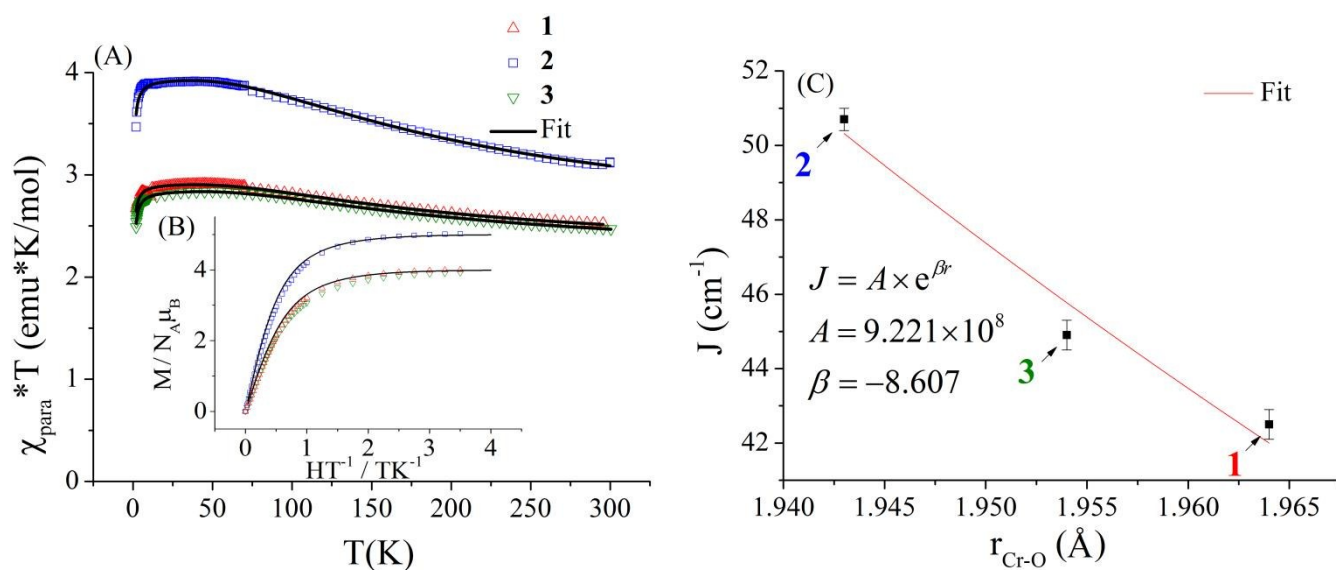 (A)
1
2
3
Fit
χpara*T (emu*K/mol)
4
3
2
1
0
0 50 100 150 200 250 300
T(K)
(B)
M/NAμB
4
0
0 1 2 3 4
HT⁻¹ / TK⁻¹
(C)
Fit
J (cm⁻¹)
52
50
48
46
44
42
2
3
1
J = A × e^βr
A = 9.221×10⁸
β = −8.607
1.940 1.945 1.950 1.955 1.960 1.965
rCr-O (Å)